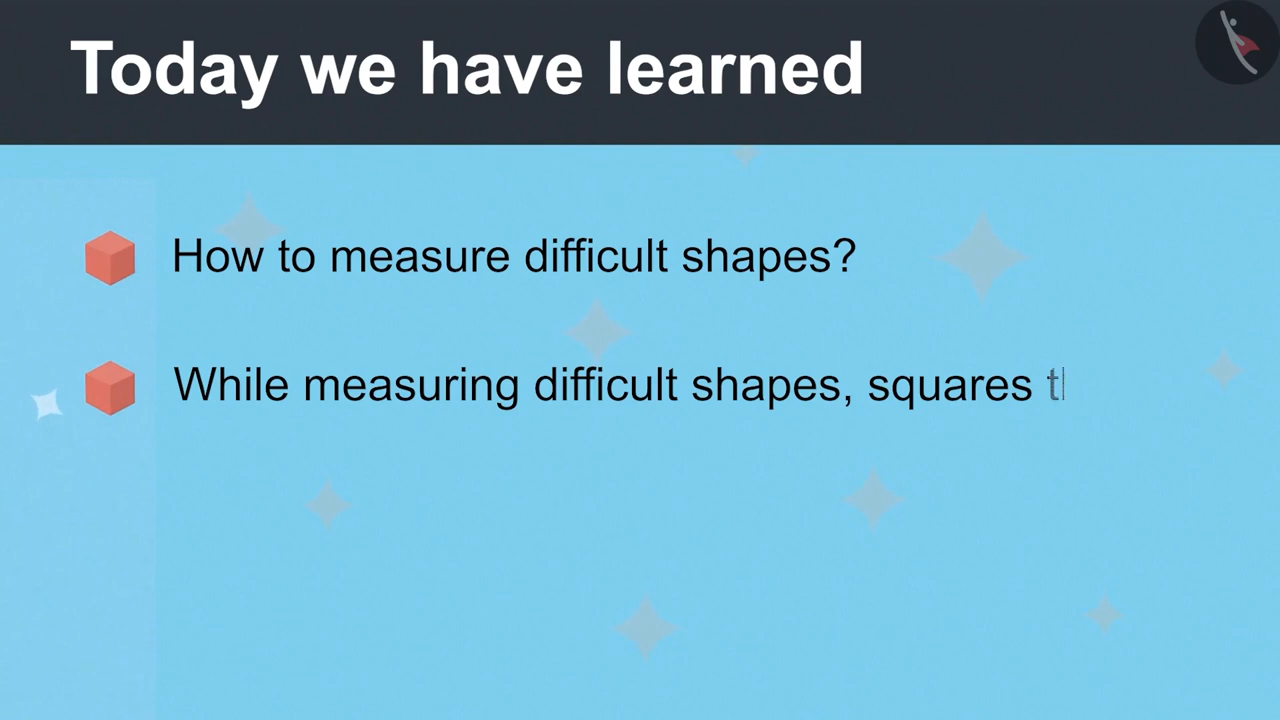 Today we have learned
How to measure difficult shapes?
While measuring difficult shapes, squares